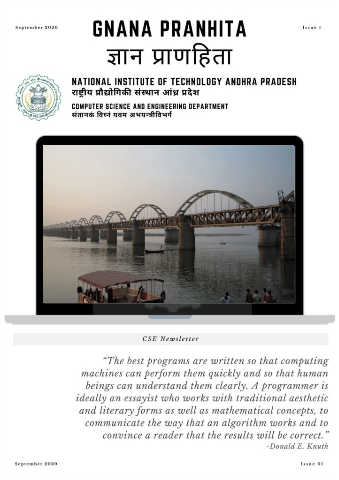 September 2020
Issue 1
GNANA PRANHITA
ज्ञान प्राणहिता
NATIONAL INSTITUTE OF TECHNOLOGY ANDHRA PRADESH
राष्ट्रीय प्रौद्योगिकी संस्थान आंध्र प्रदेश
COMPUTER SCIENCE AND ENGINEERING DEPARTMENT
CSE Newsletter
"The best programs are written so that computing
machines can perform them quickly and so that human
beings can understand them clearly. A programmer is
ideally an essayist who works with traditional aesthetic
and literary forms as well as mathematical concepts, to
communicate the way that an algorithm works and to
convince a reader that the results will be correct."
-Donald E. Knuth
September 2020
Issue 01